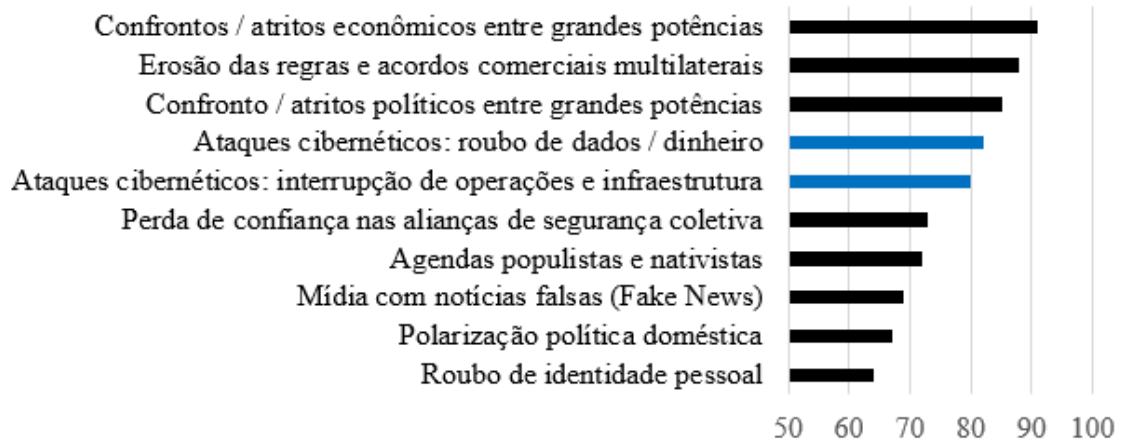 Confrontos / atritos econômicos entre grandes potências
Erosão das regras e acordos comerciais multilaterais
Confronto / atritos políticos entre grandes potências
Ataques cibernéticos: roubo de dados / dinheiro
Ataques cibernéticos: interrupção de operações e infraestrutura
Perda de confiança nas alianças de segurança coletiva
Agendas populistas e nativistas
Mídia com notícias falsas (Fake News)
Polarização política doméstica
Roubo de identidade pessoal
50 60 70 80 90 100